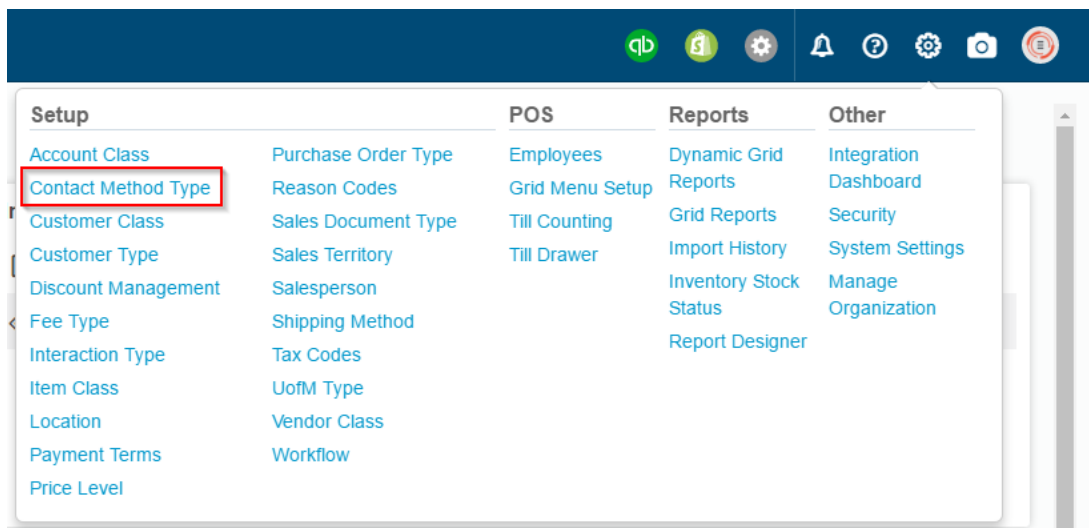 qb
Setup
Account Class
Contact Method Type
Customer Class
Customer Type
Discount Management
Fee Type
Interaction Type
Item Class
Location
Payment Terms
Price Level
Purchase Order Type
Reason Codes
Sales Document Type
Sales Territory
Salesperson
Shipping Method
Tax Codes
UofM Type
Vendor Class
Workflow
POS
Employees
Grid Menu Setup
Till Counting
Till Drawer
Reports
Dynamic Grid
Reports
Grid Reports
Import History
Inventory Stock
Status
Report Designer
Other
Integration
Dashboard
Security
System Settings
Manage
Organization